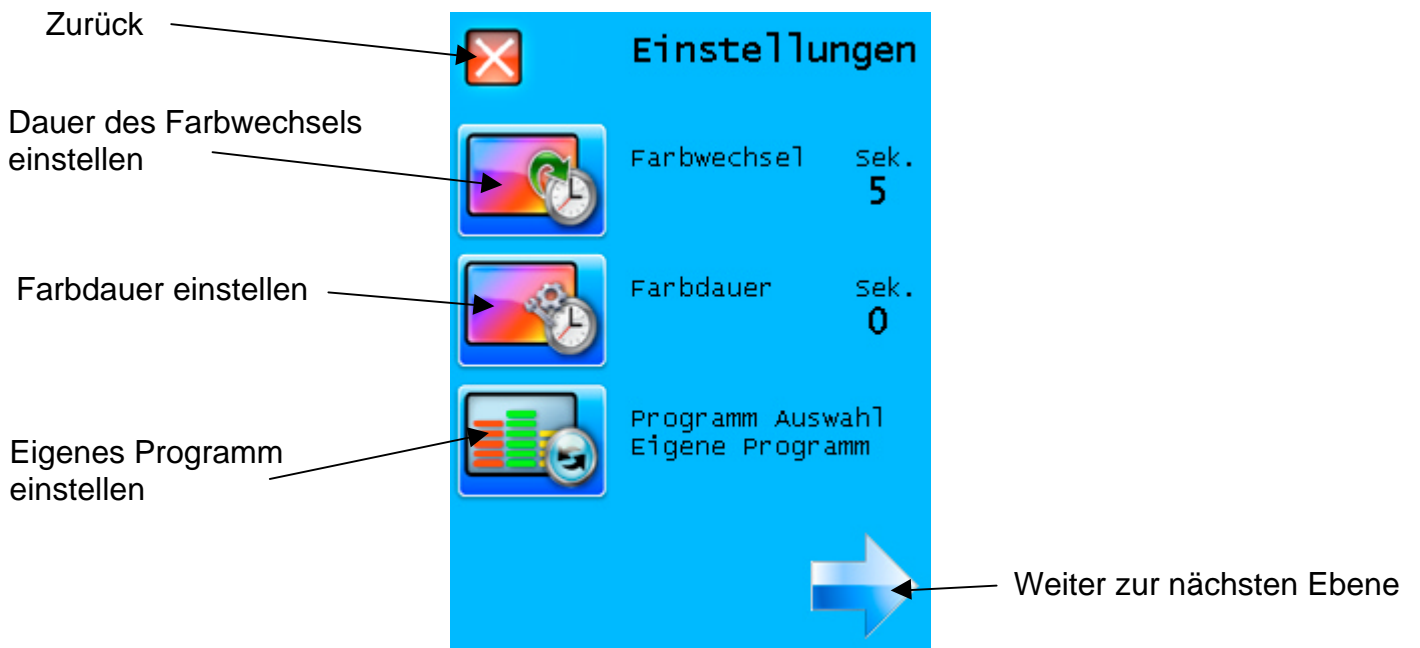 Zurück
Einstellungen
Dauer des Farbwechsels
einstellen
Farbwechsel Sek.
5
Farbdauer einstellen
Farbdauer Sek.
0
Programm Auswahl
Eigene Programm
Eigenes Programm
einstellen
Weiter zur nächsten Ebene